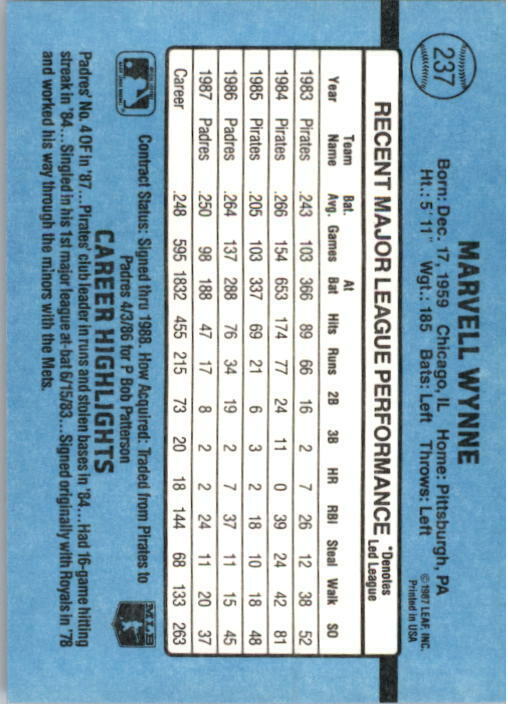 237
MARVELL WYNNE
Born: Dec. 17, 1959 Chicago, IL Home: Pittsburgh, PA
Ht.: 5' 11" Wgt.: 185 Bats: Left Throws: Left
©1987 LEAF, INC.
Printed in USA
RECENT MAJOR LEAGUE PERFORMANCE *Denotes Led League
Year Team Name Bat. Avg. Games At Bat Hits Runs 2B 3B HR RBI Steal Walk SO
1983 Pirates .243 103 366 89 66 16 2 7 26 12 38 52
1984 Pirates .266 154 653 174 77 24 11 0 39 24 42 81
1985 Pirates .205 103 337 69 21 6 3 2 18 10 18 48
1986 Padres .264 137 288 76 34 19 2 7 37 11 15 45
1987 Padres .250 98 188 47 17 8 2 2 24 11 20 37
Career .248 595 1832 455 215 73 20 18 144 68 133 263
Contract Status: Signed thru 1988. How Acquired: Traded from Pirates to
Padres 4/3/86 for P Bob Patterson
MLB
CAREER HIGHLIGHTS
Padres' No. 4 OF in '87...Pirates' club leader in runs and stolen bases in '84...Had 16-game hitting
streak in '84...Singled in his 1st major league at-bat 6/15/83...Signed originally with Royals in '78
and worked his way through the minors with the Mets.